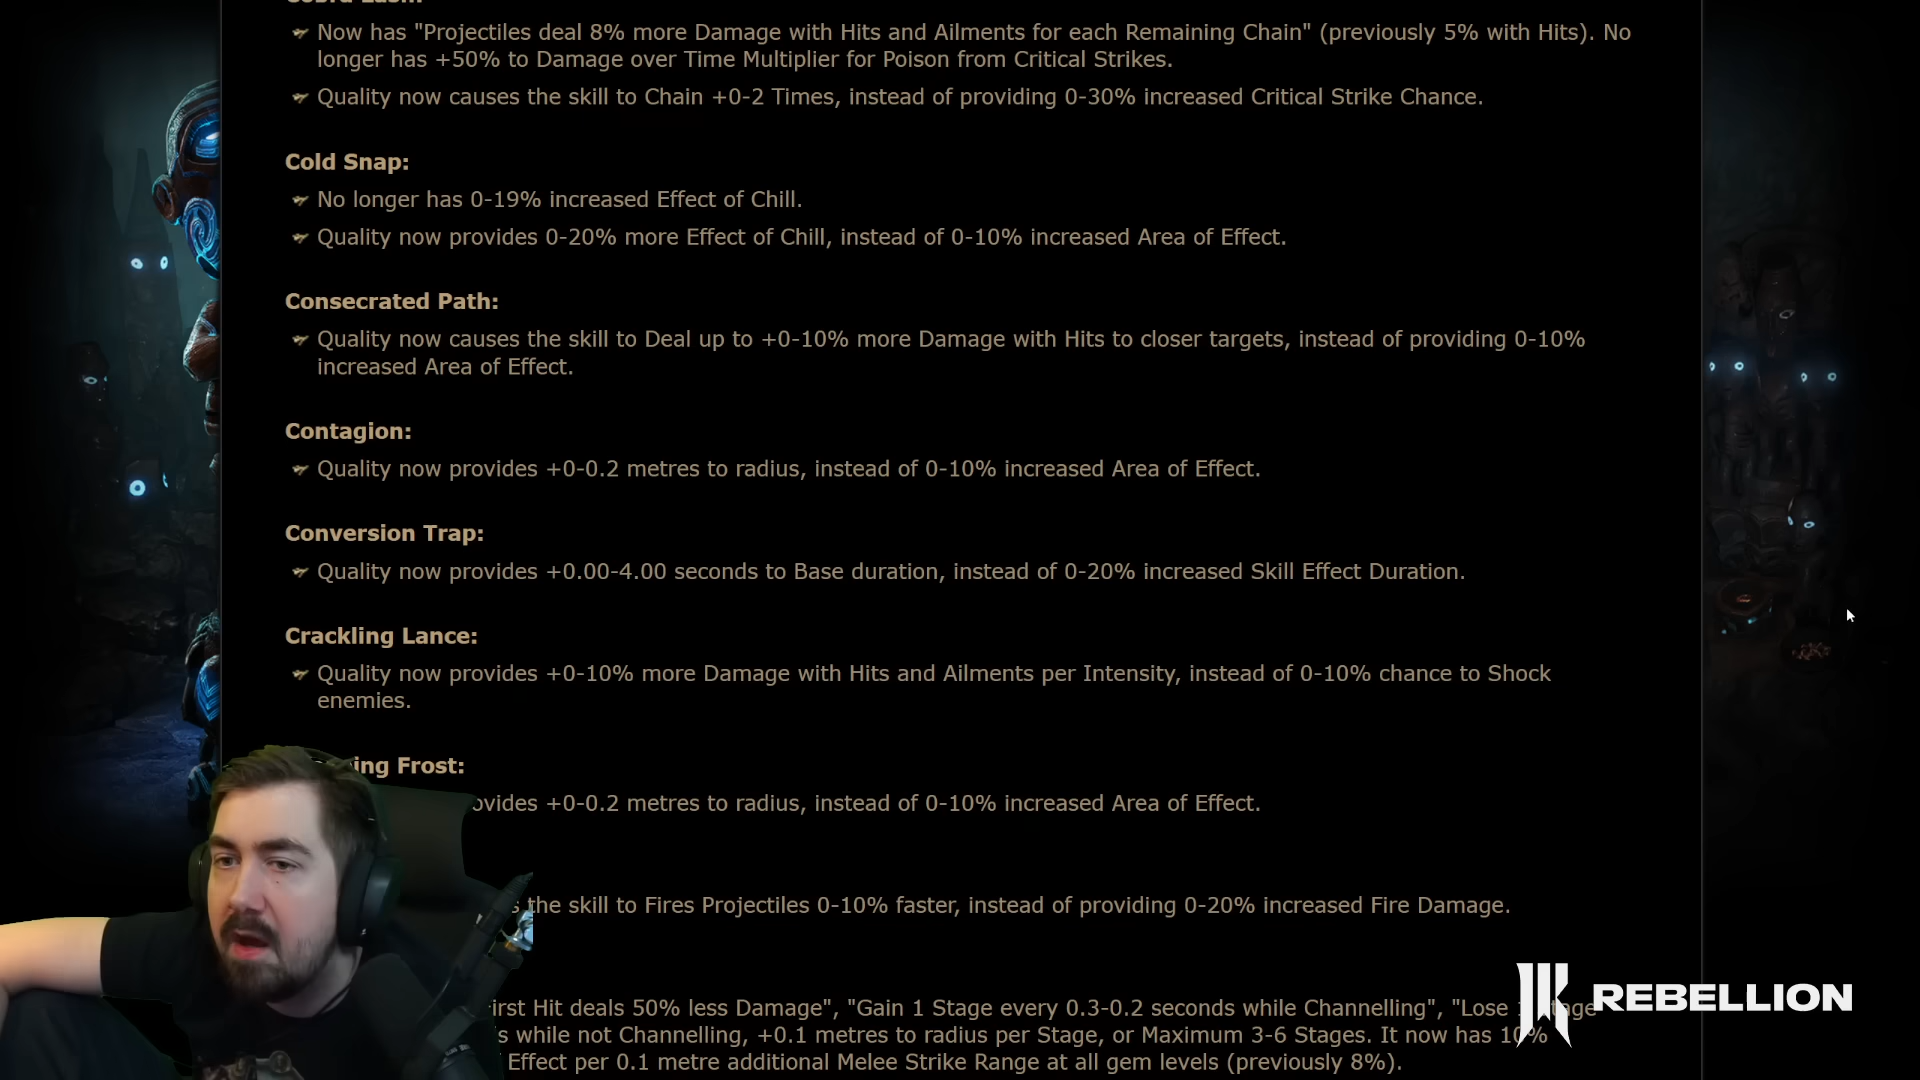 Now has "Projectiles deal 8% more Damage with Hits and Ailments for each Remaining Chain" (previously 5% with Hits). No
longer has +50% to Damage over Time Multiplier for Poison from Critical Strikes.
Quality now causes the skill to Chain +0-2 Times, instead of providing 0-30% increased Critical Strike Chance.
Cold Snap:
No longer has 0-19% increased Effect of Chill.
Quality now provides 0-20% more Effect of Chill, instead of 0-10% increased Area of Effect.
Consecrated Path:
Quality now causes the skill to Deal up to +0-10% more Damage with Hits to closer targets, instead of providing 0-10%
increased Area of Effect.
Contagion:
Quality now provides +0-0.2 metres to radius, instead of 0-10% increased Area of Effect.
Conversion Trap:
Quality now provides +0.00-4.00 seconds to Base duration, instead of 0-20% increased Skill Effect Duration.
Crackling Lance:
Quality now provides +0-10% more Damage with Hits and Ailments per Intensity, instead of 0-10% chance to Shock
enemies.
Frost:
+0-0.2 metres to radius, instead of 0-10% increased Area of Effect.
the skill to Fires Projectiles 0-10% faster, instead of providing 0-20% increased Fire Damage.
Hit deals 50% less Damage", "Gain 1 Stage every 0.3-0.2 seconds while Channelling", "Lose
while not Channelling, +0.1 metres to radius per Stage, or Maximum 3-6 Stages. It now has 10%
Effect per 0.1 metre additional Melee Strike Range at all gem levels (previously 8%).
REBELLION